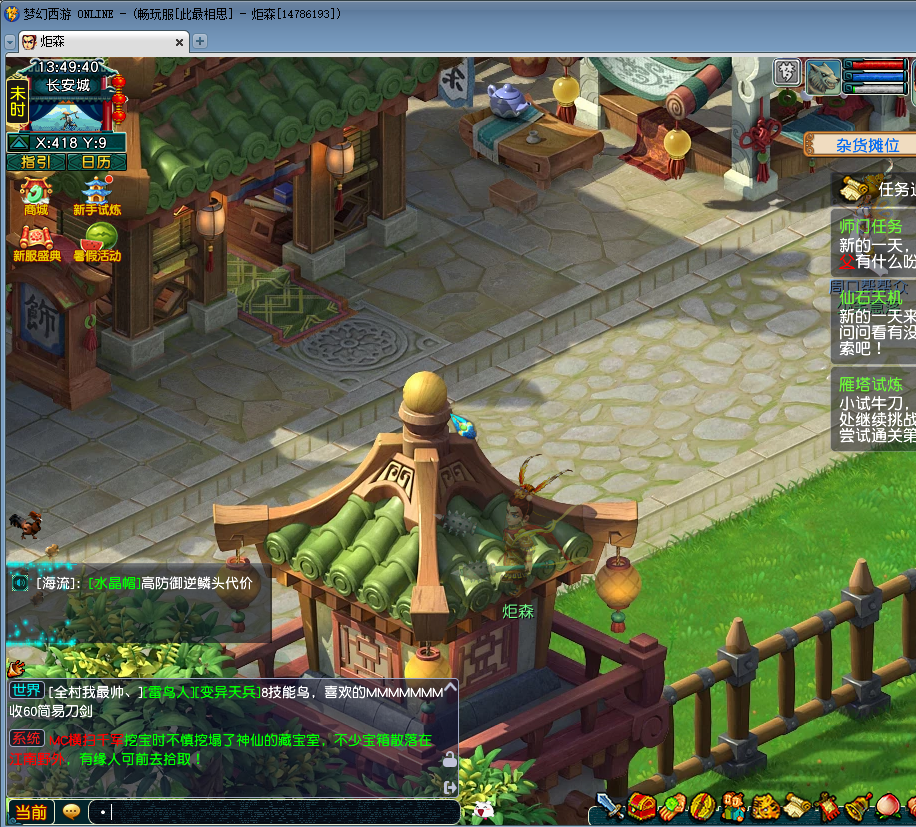 梦幻西游 ONLINE - (畅玩服[此最相思] - 炬森[14786193])
炬森
13:49:40
未时
长安城
X:418 Y:9
指引 日历
商城 新手试炼
新服盛典 暑假活动
飾
茶
梦
杂货摊位
任务追
师门任务
新的一天，
父有什么吩
仙石天机
新的一天来
问问看有没
索吧！
雁塔试炼
小试牛刀，
处继续挑战
尝试通关第
炬森
[海流]：[水晶帽]高防御逆鳞头代价
世界 [全村我最帅、][雷鸟人][变异天兵]8技能鸟，喜欢的MMMMMMM
收60简易刀剑
系统 挖宝时不慎挖塌了神仙的藏宝室，不少宝箱散落在
江南野外，有缘人可前去拾取！
当前